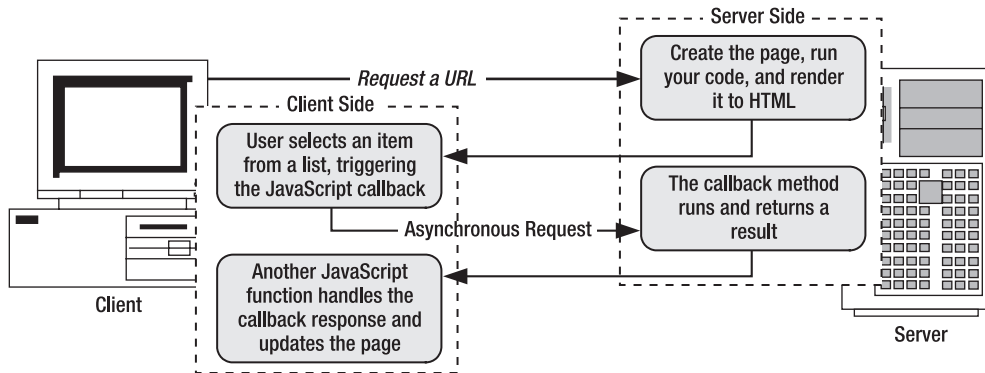 Server Side
Request a URL
Create the page, run
your code, and render
it to HTML
Client Side
User selects an item
from a list, triggering
the JavaScript callback
Asynchronous Request
The callback method
runs and returns a
result
Another JavaScript
function handles the
callback response and
updates the page
Client
Server